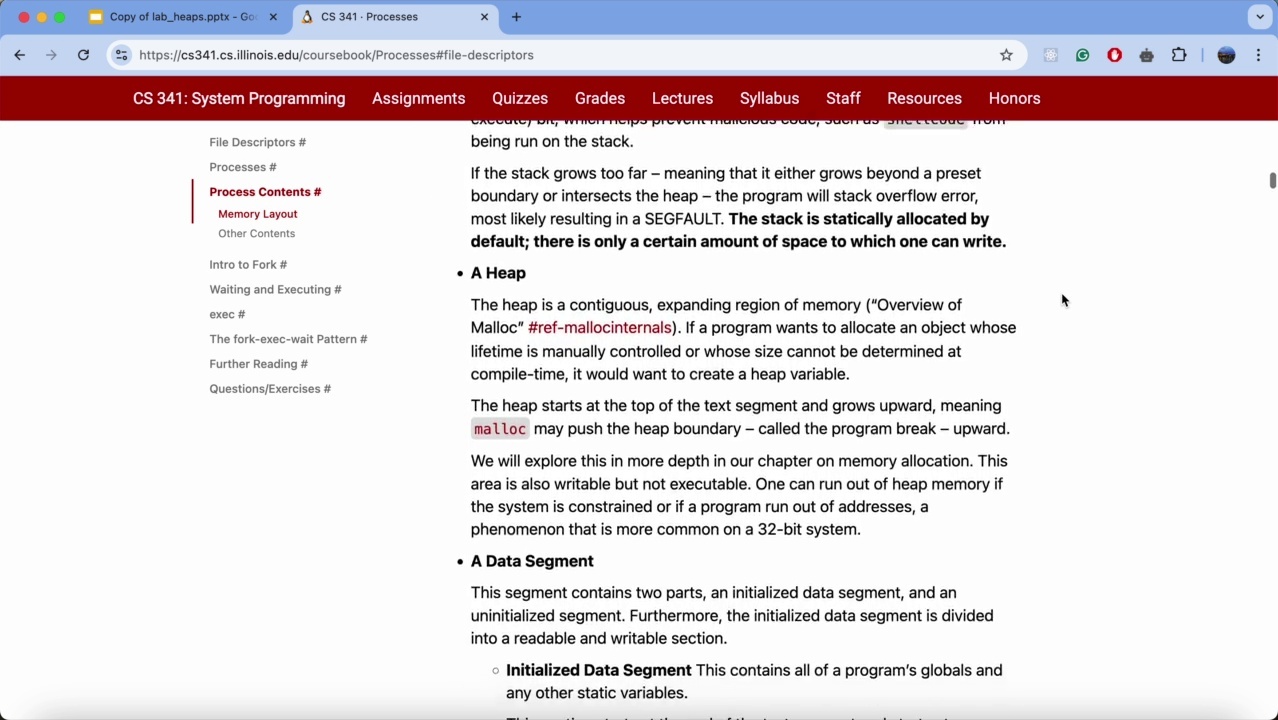 Copy of lab_heaps.pptx - Goo
CS 341 · Processes
https://cs341.cs.illinois.edu/coursebook/Processes#file-descriptors
CS 341: System Programming Assignments Quizzes Grades Lectures Syllabus Staff Resources Honors
File Descriptors #
Processes #
Process Contents #
Memory Layout
Other Contents
Intro to Fork #
Waiting and Executing #
exec #
The fork-exec-wait Pattern #
Further Reading #
Questions/Exercises #
execute) bit, which helps prevent malicious code, such as shellcode from
being run on the stack.
If the stack grows too far – meaning that it either grows beyond a preset
boundary or intersects the heap – the program will stack overflow error,
most likely resulting in a SEGFAULT. The stack is statically allocated by
default; there is only a certain amount of space to which one can write.
• A Heap
The heap is a contiguous, expanding region of memory (“Overview of
Malloc” #ref-mallocinternals). If a program wants to allocate an object whose
lifetime is manually controlled or whose size cannot be determined at
compile-time, it would want to create a heap variable.
The heap starts at the top of the text segment and grows upward, meaning
malloc may push the heap boundary – called the program break – upward.
We will explore this in more depth in our chapter on memory allocation. This
area is also writable but not executable. One can run out of heap memory if
the system is constrained or if a program run out of addresses, a
phenomenon that is more common on a 32-bit system.
• A Data Segment
This segment contains two parts, an initialized data segment, and an
uninitialized segment. Furthermore, the initialized data segment is divided
into a readable and writable section.
◦ Initialized Data Segment This contains all of a program’s globals and
any other static variables.